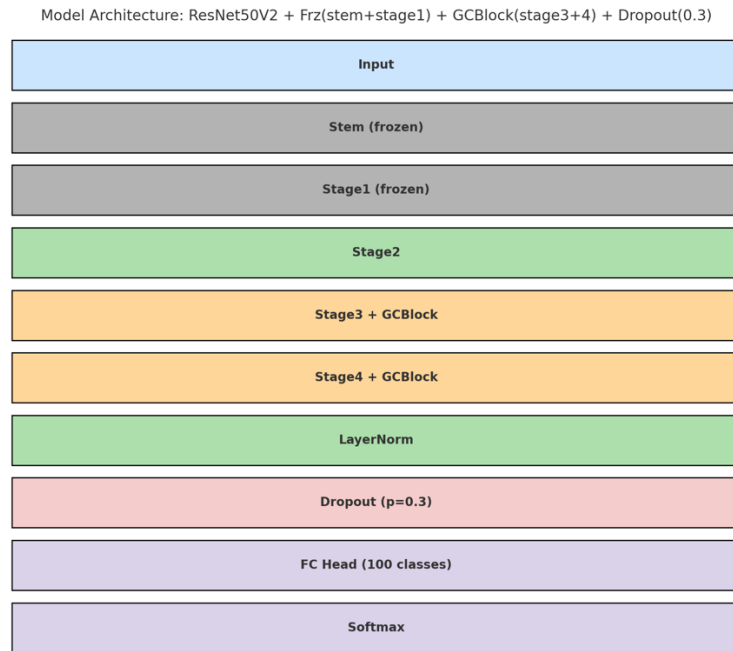 Model Architecture: ResNet50V2 + Frz(stem+stage1) + GCBlock(stage3+4) + Dropout(0.3)
Input
Stem (frozen)
Stage1 (frozen)
Stage2
Stage3 + GCBlock
Stage4 + GCBlock
LayerNorm
Dropout (p=0.3)
FC Head (100 classes)
Softmax